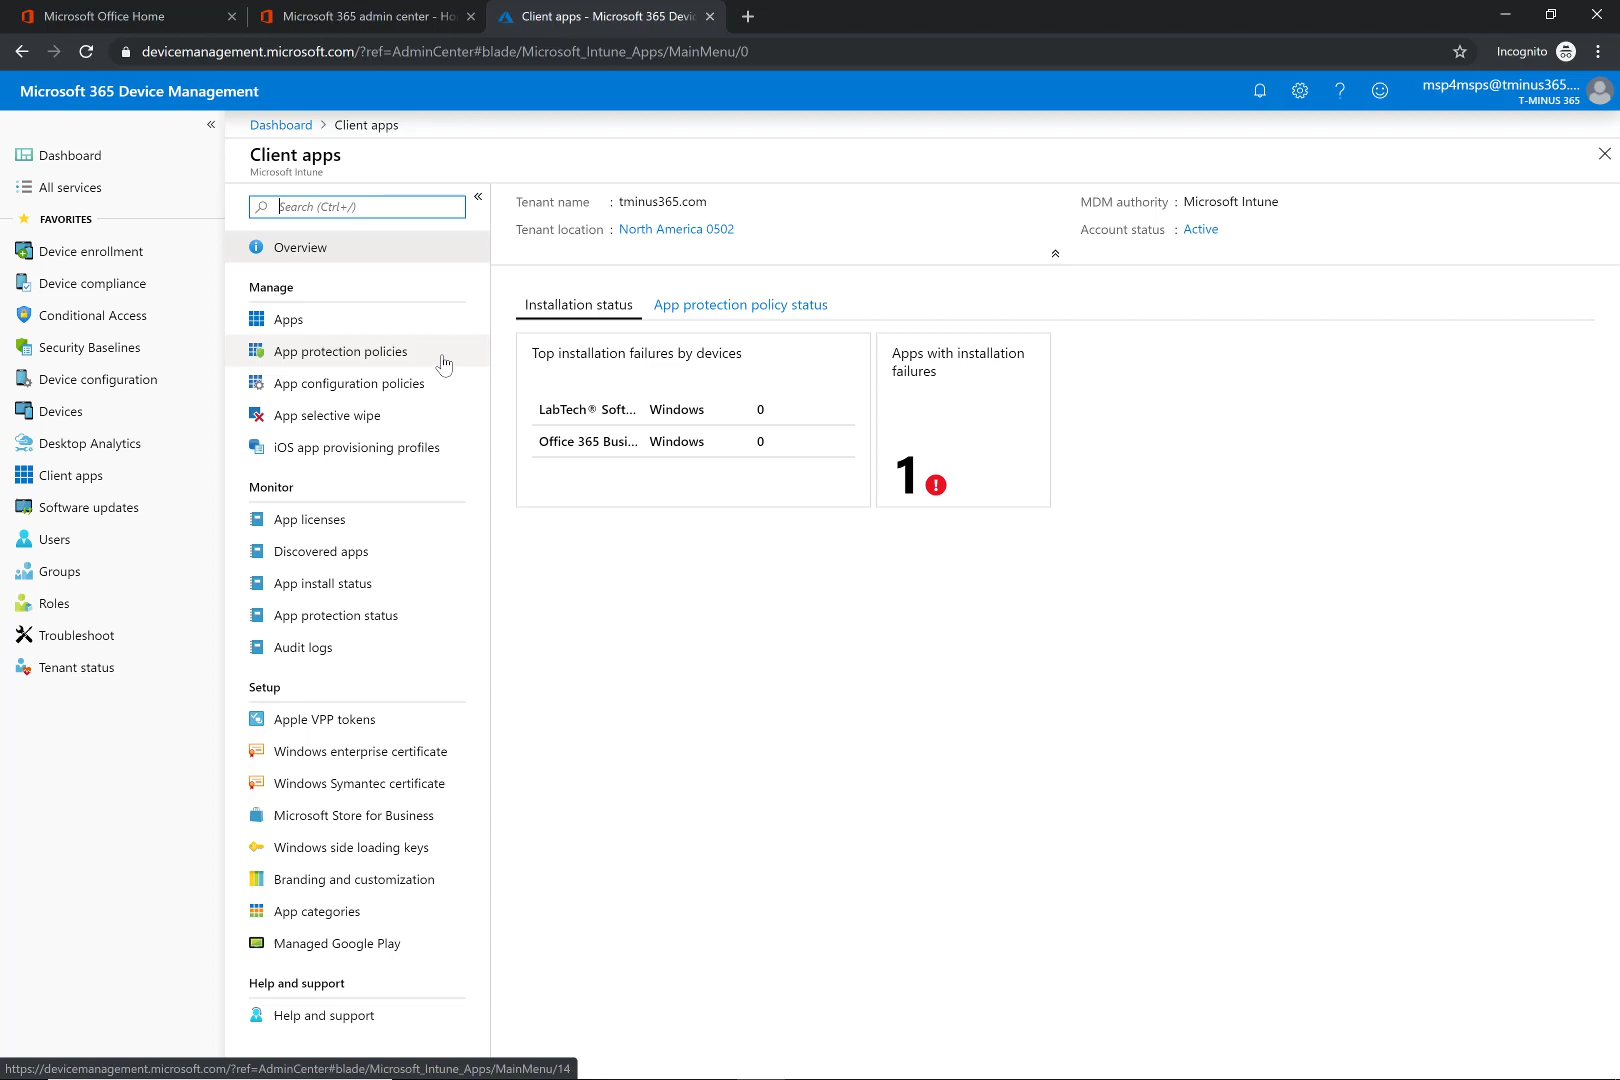 Microsoft Office Home
Microsoft 365 admin center - Ho
Client apps - Microsoft 365 Devic
devicemanagement.microsoft.com/?ref=AdminCenter#blade/Microsoft_Intune_Apps/MainMenu/0
Incognito
Microsoft 365 Device Management
msp4msps@tminus365....
T-MINUS 365
Dashboard > Client apps
Client apps
Microsoft Intune
Dashboard
All services
FAVORITES
Device enrollment
Device compliance
Conditional Access
Security Baselines
Device configuration
Devices
Desktop Analytics
Client apps
Software updates
Users
Groups
Roles
Troubleshoot
Tenant status
Search (Ctrl+/)
Overview
Manage
Apps
App protection policies
App configuration policies
App selective wipe
iOS app provisioning profiles
Monitor
App licenses
Discovered apps
App install status
App protection status
Audit logs
Setup
Apple VPP tokens
Windows enterprise certificate
Windows Symantec certificate
Microsoft Store for Business
Windows side loading keys
Branding and customization
App categories
Managed Google Play
Help and support
Help and support
Tenant name : tminus365.com
Tenant location : North America 0502
MDM authority : Microsoft Intune
Account status : Active
Installation status App protection policy status
Top installation failures by devices
LabTech® Soft... Windows 0
Office 365 Busi... Windows 0
Apps with installation
failures
1
https://devicemanagement.microsoft.com/?ref=AdminCenter#blade/Microsoft_Intune_Apps/MainMenu/14